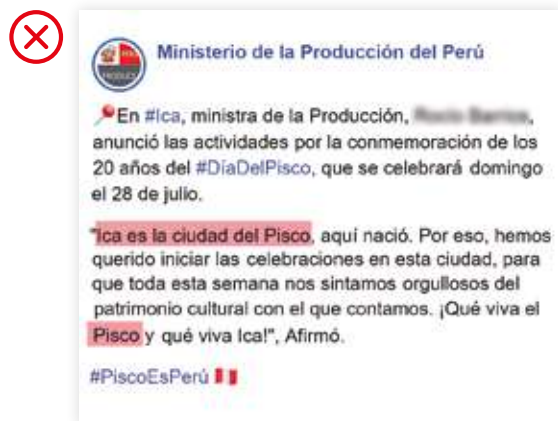 Ministerio de la Producción del Perú
En #Ica, ministra de la Producción,
anunció las actividades por la conmemoración de los
20 años del #DíaDelPisco, que se celebrará domingo
el 28 de julio.
"Ica es la ciudad del Pisco, aquí nació. Por eso, hemos
querido iniciar las celebraciones en esta ciudad, para
que toda esta semana nos sintamos orgullosos del
patrimonio cultural con el que contamos. ¡Qué viva el
Pisco y qué viva Ica!", Afirmó.
#PiscoEsPerú